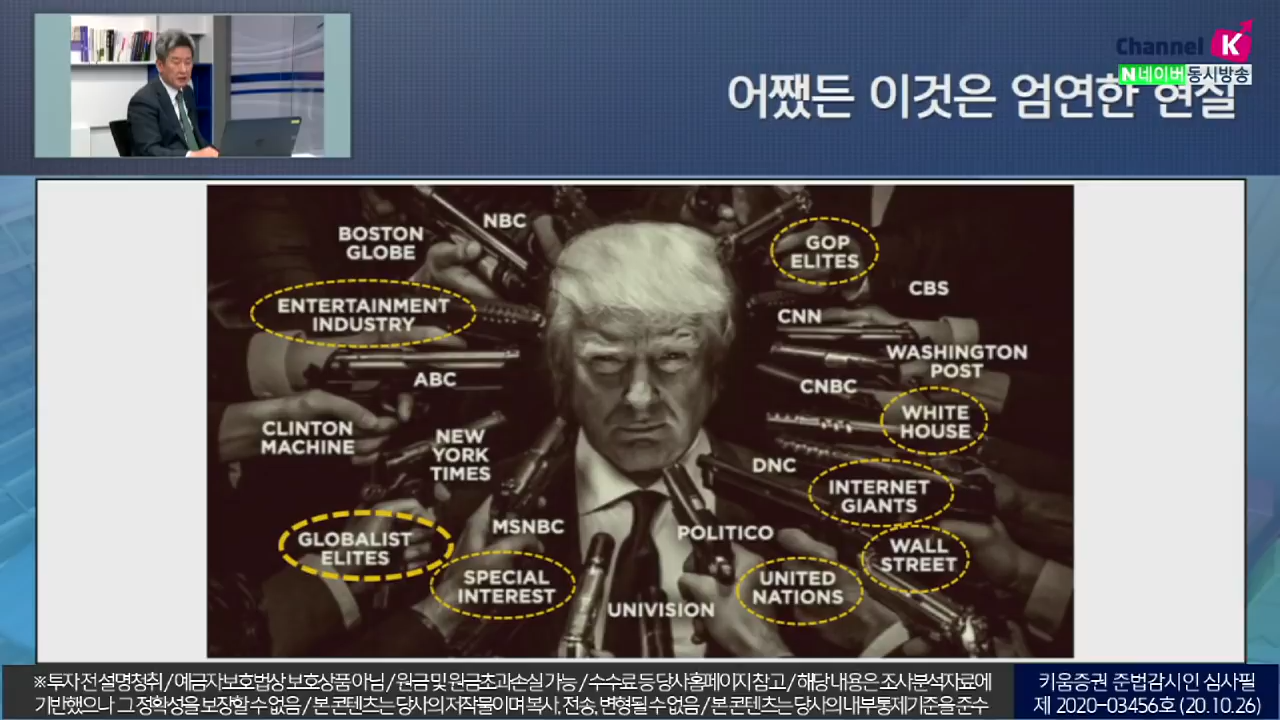 Channel K
N 네이버 동시방송
어쨌든 이것은 엄연한 현실
NBC
BOSTON
GLOBE
GOP
ELITES
CBS
ENTERTAINMENT
INDUSTRY
CNN
WASHINGTON
POST
ABC
CNBC
WHITE
HOUSE
CLINTON
MACHINE
NEW
YORK
TIMES
DNC
INTERNET
GIANTS
MSNBC
POLITICO
GLOBALIST
ELITES
WALL
STREET
SPECIAL
INTEREST
UNITED
NATIONS
UNIVISION
※ 투자 전 설명청취 / 예금자보호법상 보호상품 아님 / 원금 및 원금초과손실 가능 / 수수료 등 당사홈페이지 참고 / 해당 내용은 조사분석자료에
기반했으나 그 정확성을 보장할 수 없음 / 본 콘텐츠는 당사의 저작물이며 복사, 전송, 변형될 수 없음 / 본 콘텐츠는 당사의 내부통제기준을 준수
키움증권 준법감시인 심사필
제 2020-03456호 (20.10.26)